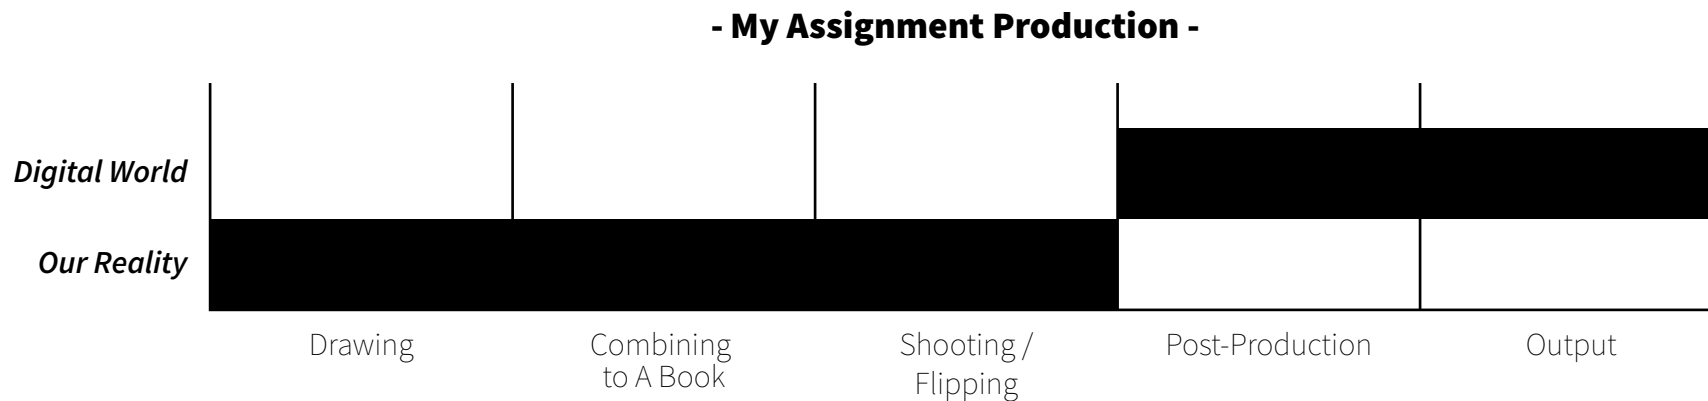 - My Assignment Production -
Digital World
Our Reality
Drawing
Combining
to A Book
Shooting /
Flipping
Post-Production
Output